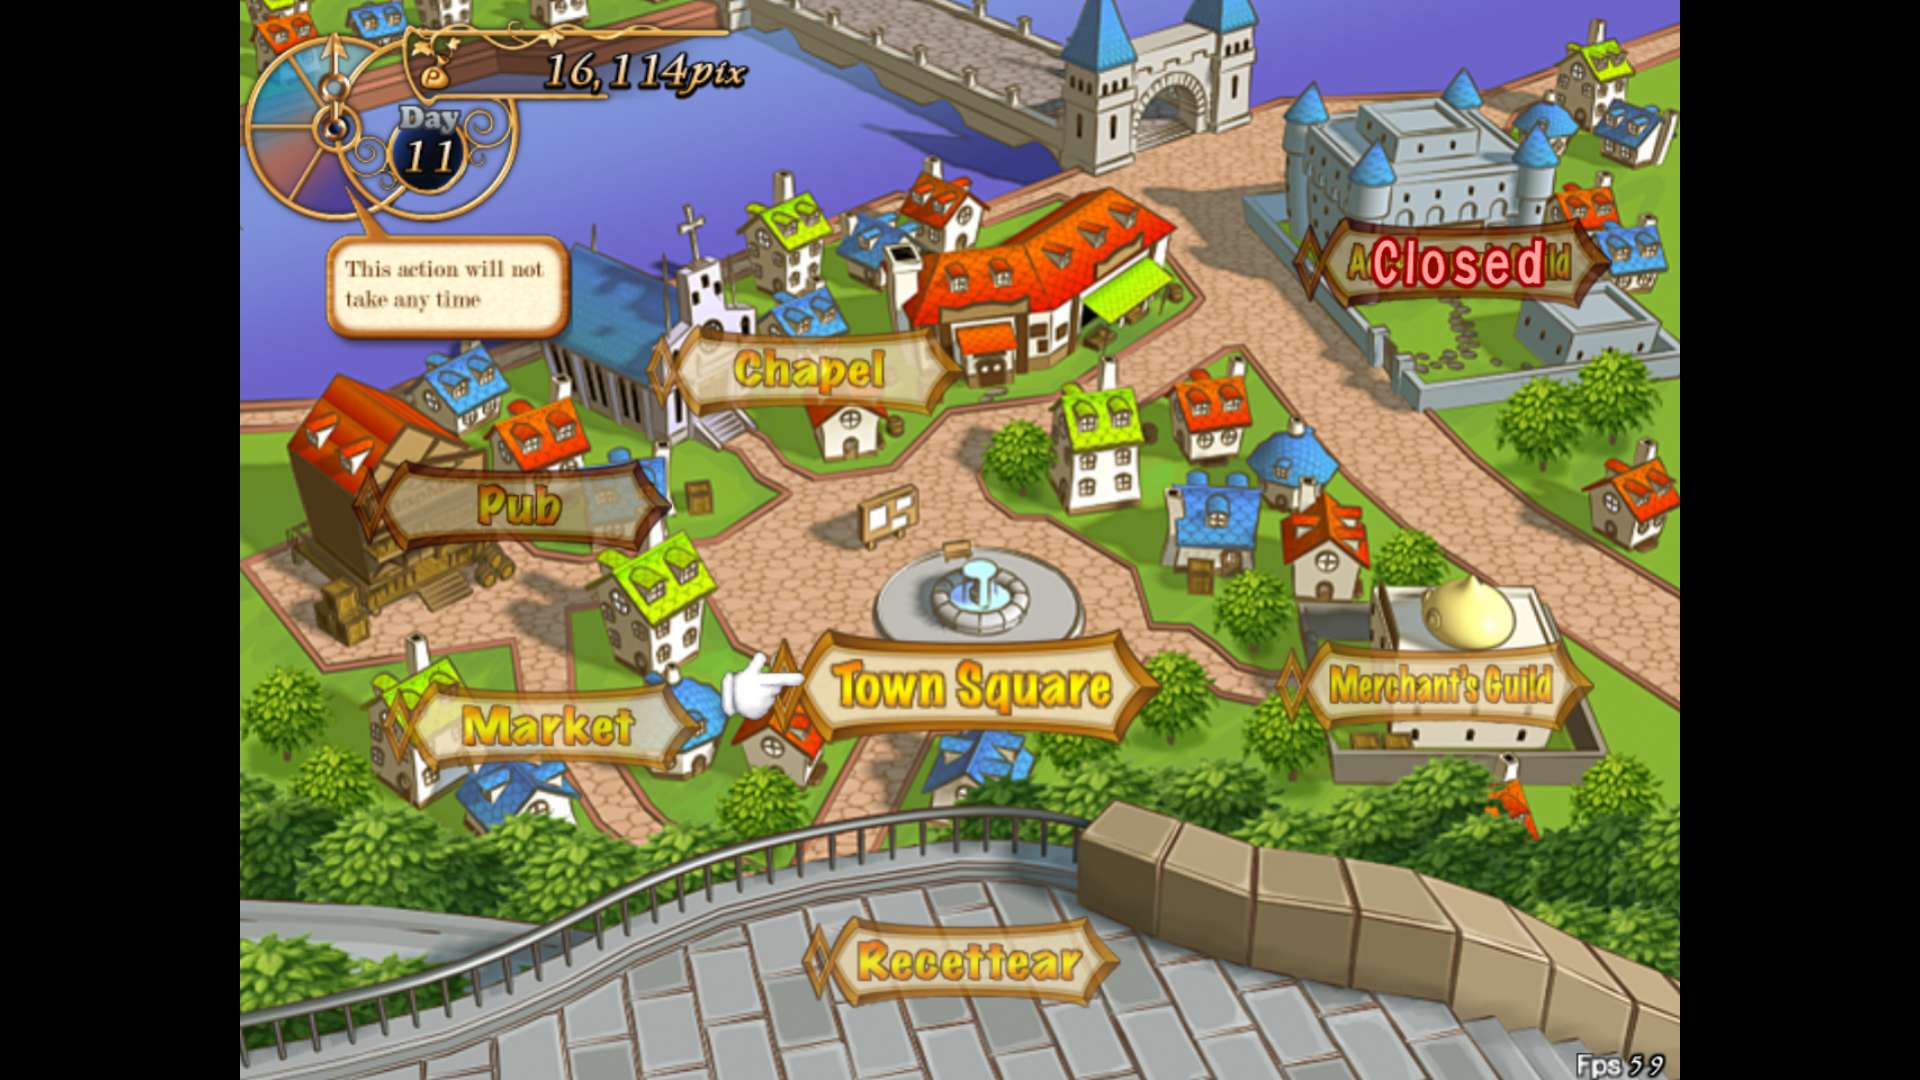 16,114pix
Day
11
This action will not
take any time
Closed
Chapel
Pub
Town Square
Merchant's Guild
Market
Recettear
Fps 59